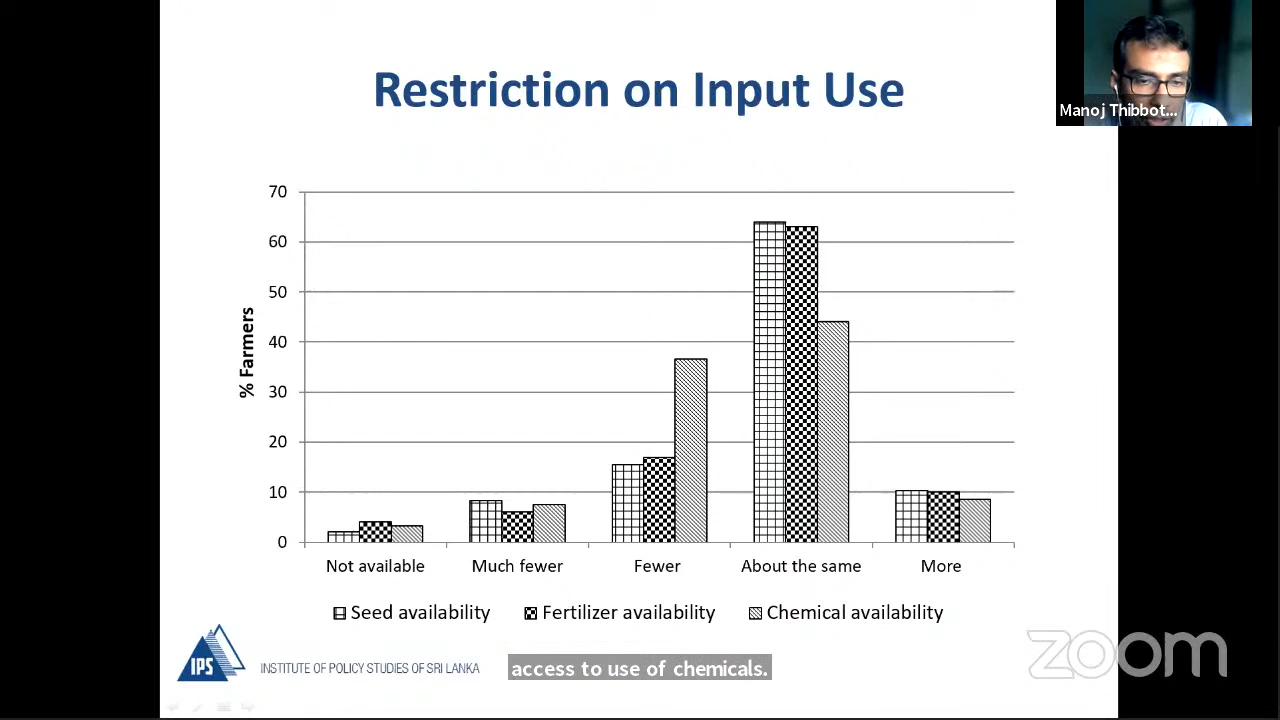 Restriction on Input Use
Manoj Thibbot...
% Farmers
70
60
50
40
30
20
10
0
Not available Much fewer Fewer About the same More
Seed availability Fertilizer availability Chemical availability
IPS INSTITUTE OF POLICY STUDIES OF SRI LANKA
access to use of chemicals.
zoom